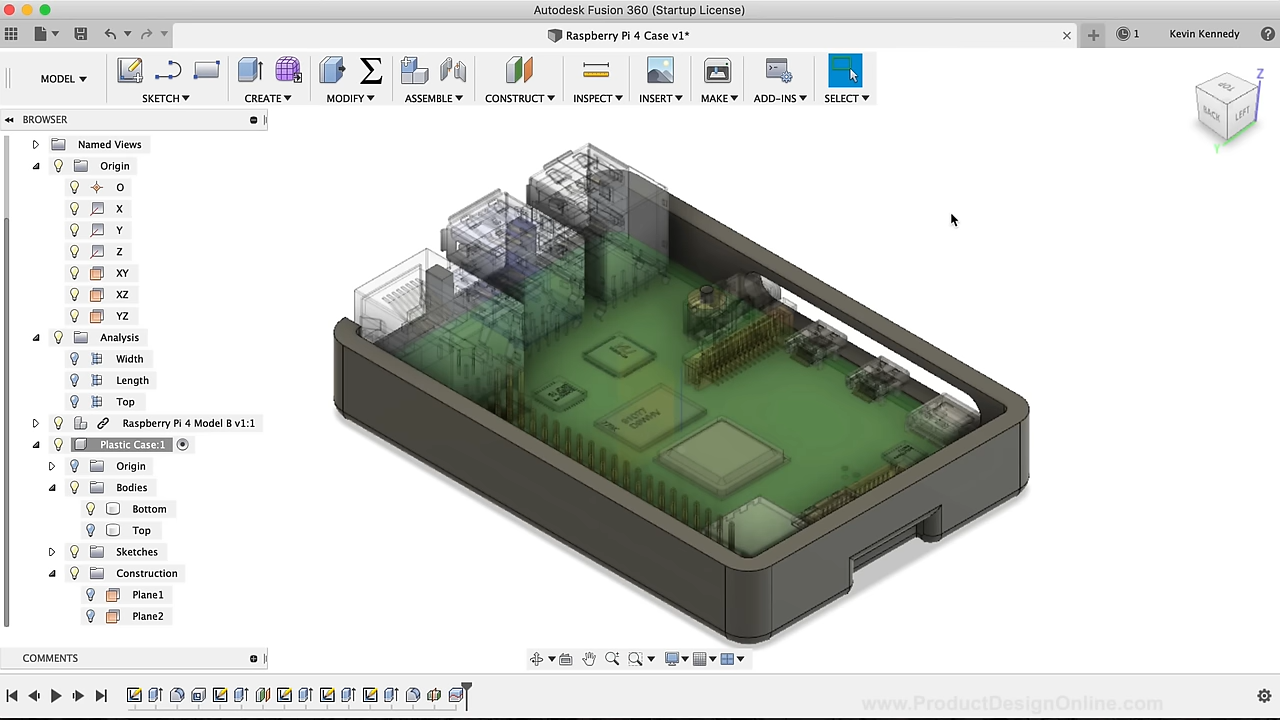 Autodesk Fusion 360 (Startup License)
Raspberry Pi 4 Case v1*
1
Kevin Kennedy
MODEL
SKETCH
CREATE
MODIFY
ASSEMBLE
CONSTRUCT
INSPECT
INSERT
MAKE
ADD-INS
SELECT
TOP
BACK
LEFT
Z
Y
BROWSER
Named Views
Origin
O
X
Y
Z
XY
XZ
YZ
Analysis
Width
Length
Top
Raspberry Pi 4 Model B v1:1
Plastic Case:1
Origin
Bodies
Bottom
Top
Sketches
Construction
Plane1
Plane2
COMMENTS
www.ProductDesignOnline.com